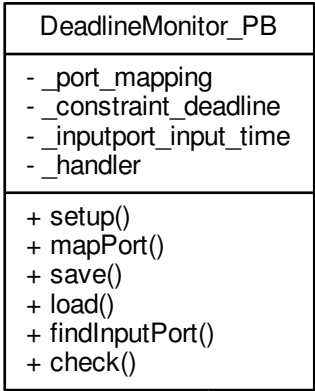 DeadlineMonitor_PB
- _port_mapping
- _constraint_deadline
- _inputport_input_time
- _handler
+ setup()
+ mapPort()
+ save()
+ load()
+ findInputPort()
+ check()